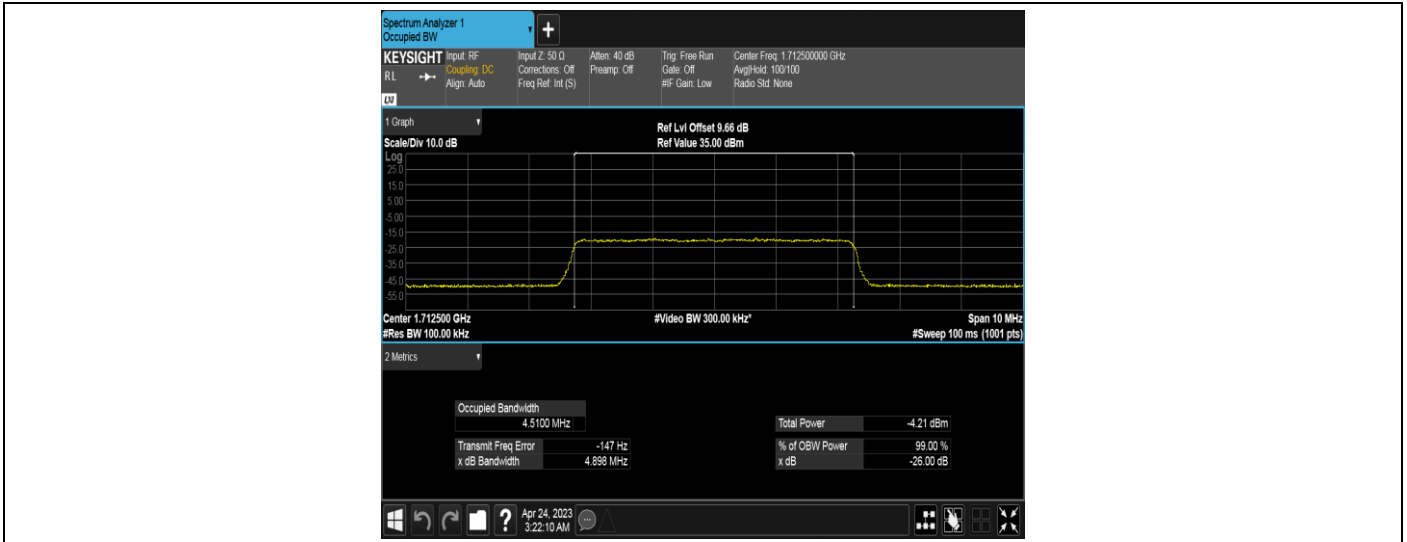 Spectrum Analyzer 1
Occupied BW
+
KEYSIGHT
RL
LXI
Input: RF
Coupling: DC
Align: Auto
Input Z: 50 Ω
Corrections: Off
Freq Ref: Int (S)
Atten: 40 dB
Preamp: Off
Trig: Free Run
Gate: Off
#IF Gain: Low
Center Freq: 1.712500000 GHz
Avg|Hold: 100/100
Radio Std: None
1 Graph
Scale/Div 10.0 dB
Ref Lvl Offset 9.66 dB
Ref Value 35.00 dBm
Log
25.0
15.0
5.00
-5.00
-15.0
-25.0
-35.0
-45.0
-55.0
Center 1.712500 GHz
#Res BW 100.00 kHz
#Video BW 300.00 kHz*
Span 10 MHz
#Sweep 100 ms (1001 pts)
2 Metrics
Occupied Bandwidth
4.5100 MHz
Transmit Freq Error -147 Hz
x dB Bandwidth 4.898 MHz
Total Power -4.21 dBm
% of OBW Power 99.00 %
x dB -26.00 dB
?
Apr 24, 2023
3:22:10 AM